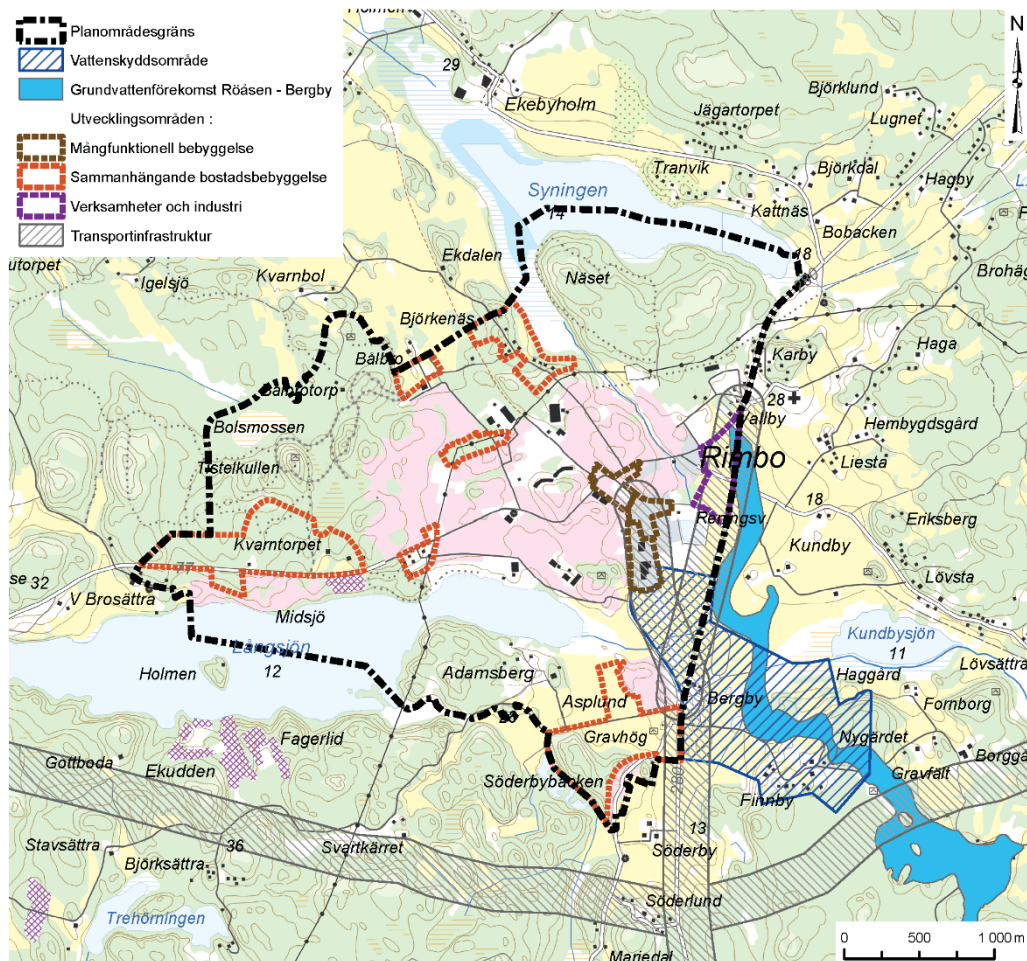 Planområdesgräns
Vattenskyddsområde
Grundvattenförekomst Röåsen - Bergby
Utvecklingsområden :
Mångfunktionell bebyggelse
Sammanhängande bostadsbebyggelse
Verksamheter och industri
Transportinfrastruktur
N
29
Ekebyholm
Björklund
Lugnet
Jägartorpet
Tranvik
Björkdal
Hagby
Syningen
14
Kattnäs
Bobacken
18
Igelsjö
Kvarnbol
Ekdalen
Näset
Björkenäs
Bålbro
Karby
Haga
28
Vallby
Hembygdsgård
Bolsmossen
Rimbo
Liesta
Tistelkullen
18
Reningsv
Eriksberg
Kvarntorpet
Kundby
32
Lövsta
V Brosättra
Midsjö
Kundbysjön
11
Långsjön
Lövsättra
Holmen
12
Adamsberg
Haggård
Asplund
Bergby
Fornborg
Gravhög
Nygärdet
Fagerlid
Gottboda
Ekudden
Söderbybacken
Gravfält
Finnby
13
Stavsättra
36
Svartkärret
Söderby
Björksättra
Söderlund
Trehörningen
Mariedal
0 500 1 000 m